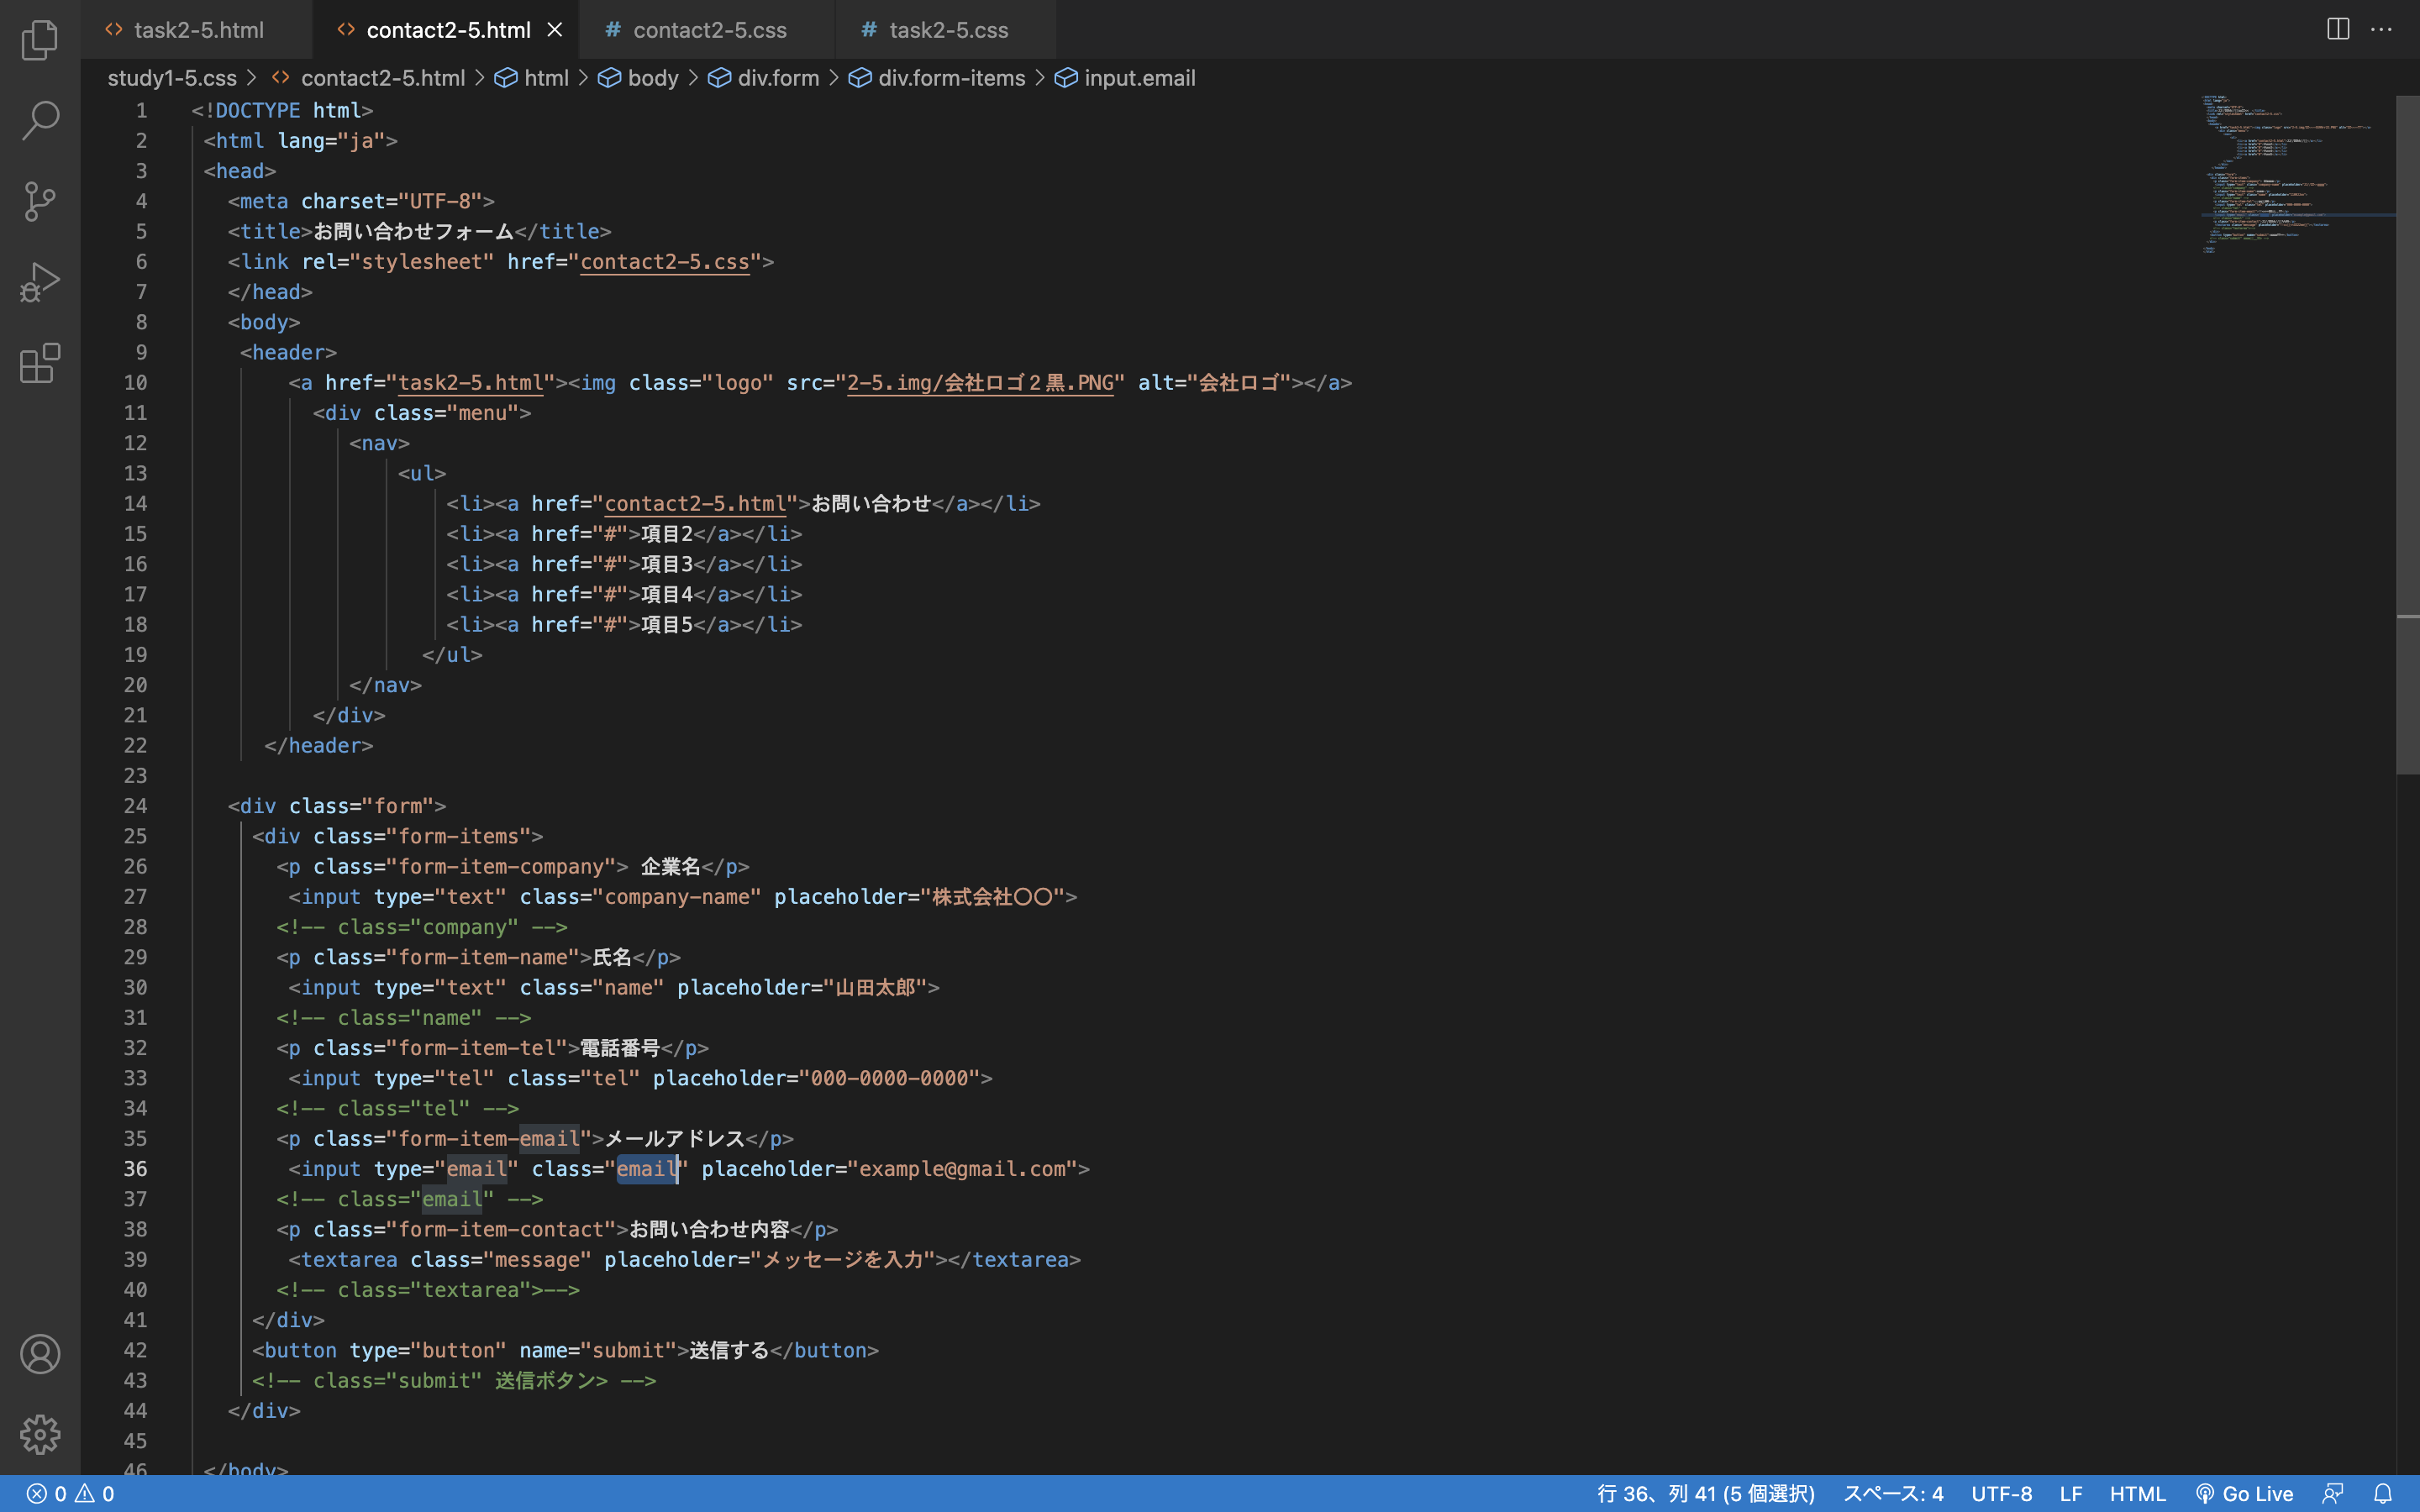 task2-5.html
contact2-5.html
# contact2-5.css
# task2-5.css
study1-5.css > contact2-5.html > html > body > div.form > div.form-items > input.email
1 <!DOCTYPE html>
2 <html lang="ja">
3 <head>
4 <meta charset="UTF-8">
5 <title>お問い合わせフォーム</title>
6 <link rel="stylesheet" href="contact2-5.css">
7 </head>
8 <body>
9 <header>
10 <a href="task2-5.html"><img class="logo" src="2-5.img/会社ロゴ２黒.PNG" alt="会社ロゴ"></a>
11 <div class="menu">
12 <nav>
13 <ul>
14 <li><a href="contact2-5.html">お問い合わせ</a></li>
15 <li><a href="#">項目2</a></li>
16 <li><a href="#">項目3</a></li>
17 <li><a href="#">項目4</a></li>
18 <li><a href="#">項目5</a></li>
19 </ul>
20 </nav>
21 </div>
22 </header>
23
24 <div class="form">
25 <div class="form-items">
26 <p class="form-item-company"> 企業名</p>
27 <input type="text" class="company-name" placeholder="株式会社〇〇">
28 <!-- class="company" -->
29 <p class="form-item-name">氏名</p>
30 <input type="text" class="name" placeholder="山田太郎">
31 <!-- class="name" -->
32 <p class="form-item-tel">電話番号</p>
33 <input type="tel" class="tel" placeholder="000-0000-0000">
34 <!-- class="tel" -->
35 <p class="form-item-email">メールアドレス</p>
36 <input type="email" class="email" placeholder="example@gmail.com">
37 <!-- class="email" -->
38 <p class="form-item-contact">お問い合わせ内容</p>
39 <textarea class="message" placeholder="メッセージを入力"></textarea>
40 <!-- class="textarea">-->
41 </div>
42 <button type="button" name="submit">送信する</button>
43 <!-- class="submit" 送信ボタン> -->
44 </div>
45
46 </body>
0 0 行 36、列 41 (5 個選択) スペース: 4 UTF-8 LF HTML Go Live